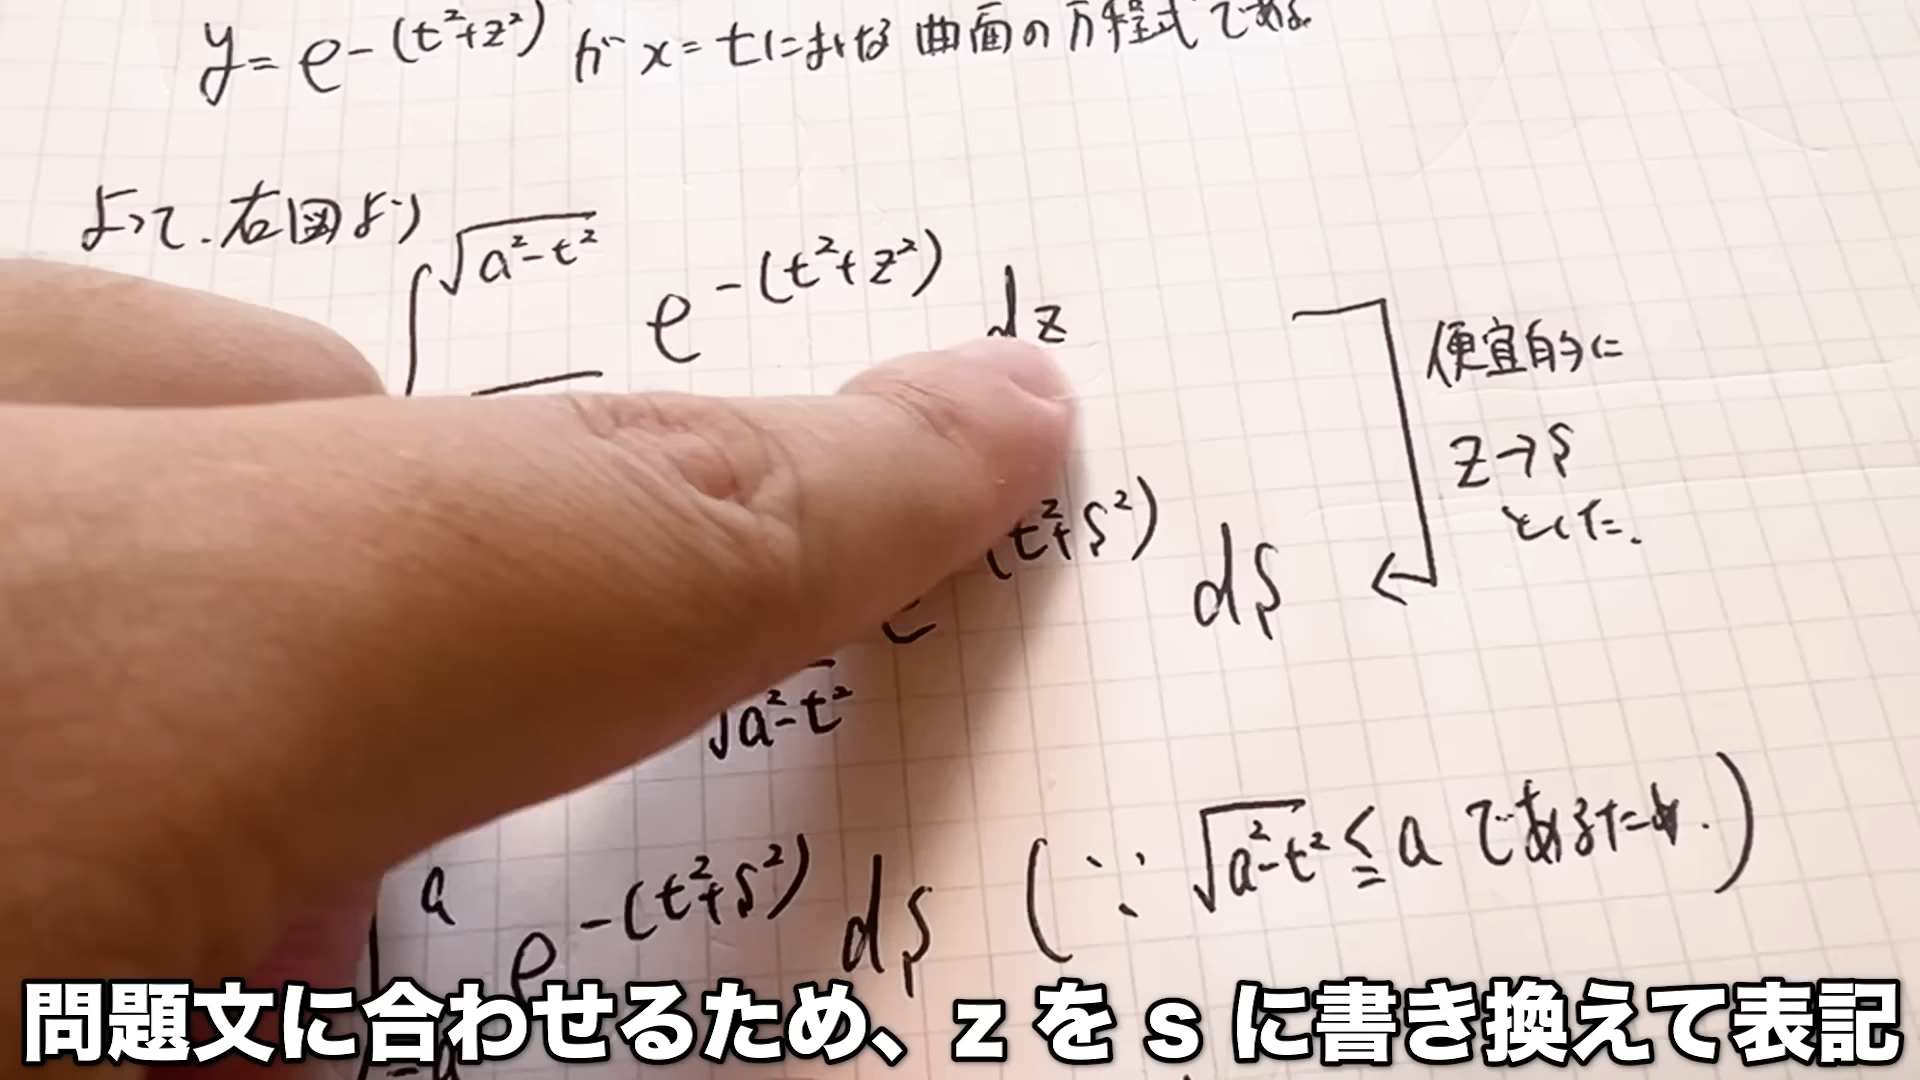 y = e^{-(t²+z²)} が x=tにおける曲面の方程式である。
よって、右図より
∫^{√(a²-t²)} e^{-(t²+z²)} dz
便宜的に
z→s
とした.
(t²+s²) ds
√(a²-t²)
∫_{-a}^{a} e^{-(t²+s²)} ds (∵ √(a²-t²) ≦ a であるため.)
問題文に合わせるため、z を s に書き換えて表記